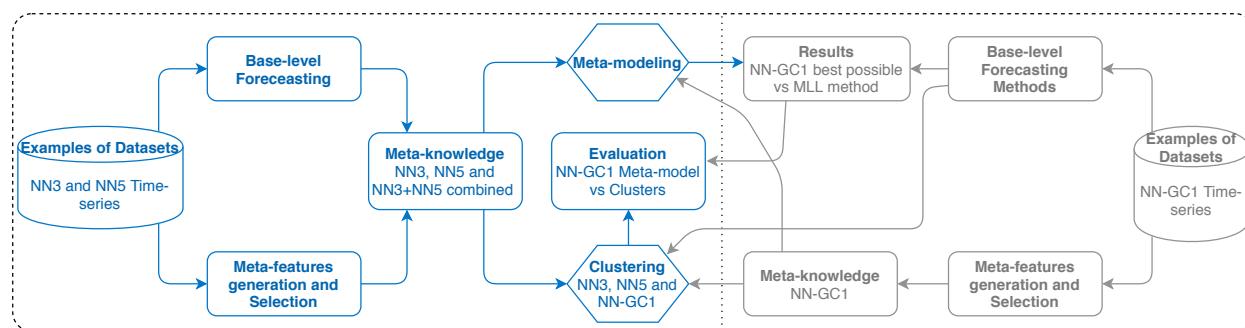 Base-level
Foreceasting
Meta-modeling
Results
NN-GC1 best possible
vs MLL method
Base-level
Forecasting
Methods
Examples of Datasets
NN3 and NN5 Time-
series
Meta-knowledge
NN3, NN5 and
NN3+NN5 combined
Evaluation
NN-GC1 Meta-model
vs Clusters
Examples of
Datasets
NN-GC1 Time-
series
Meta-features
generation and
Selection
Clustering
NN3, NN5 and
NN-GC1
Meta-knowledge
NN-GC1
Meta-features
generation and
Selection